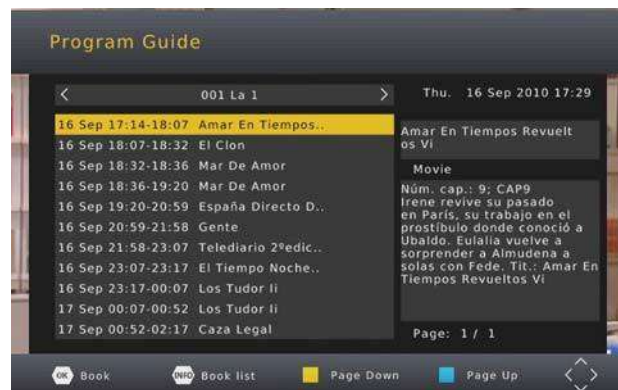 Program Guide
001 La 1
Thu. 16 Sep 2010 17:29
16 Sep 17:14-18:07 Amar En Tiempos..
16 Sep 18:07-18:32 El Clon
16 Sep 18:32-18:36 Mar De Amor
16 Sep 18:36-19:20 Mar De Amor
16 Sep 19:20-20:59 España Directo D..
16 Sep 20:59-21:58 Gente
16 Sep 21:58-23:07 Telediario 2ªedic..
16 Sep 23:07-23:17 El Tiempo Noche..
16 Sep 23:17-00:07 Los Tudor Ii
17 Sep 00:07-00:52 Los Tudor Ii
17 Sep 00:52-02:17 Caza Legal
Amar En Tiempos Revuelt
os Vi
Movie
Núm. cap.: 9; CAP9
Irene revive su pasado
en París, su trabajo en el
prostíbulo donde conoció a
Ubaldo. Eulalia vuelve a
sorprender a Almudena a
solas con Fede. Tit.: Amar En
Tiempos Revueltos Vi
Page: 1/ 1
OK Book
INFO Book list
Page Down
Page Up